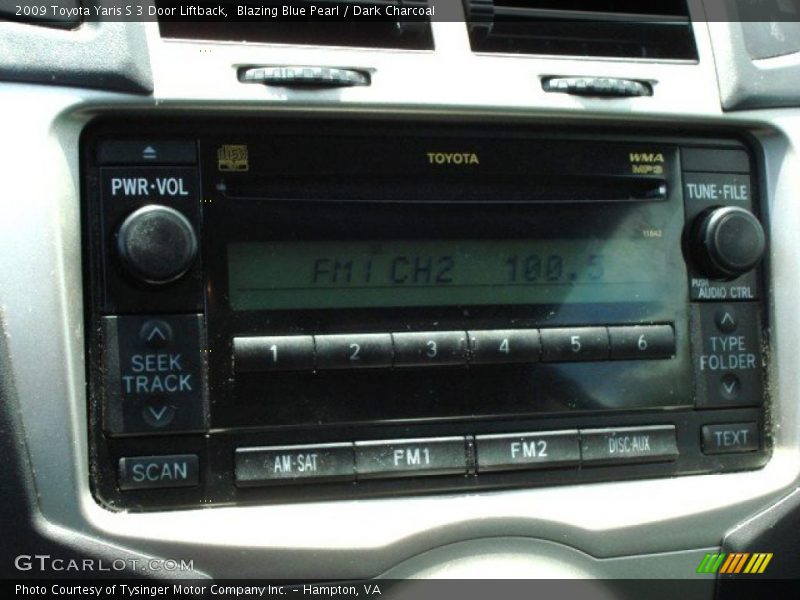 2009 Toyota Yaris S 3 Door Liftback,  Blazing Blue Pearl / Dark Charcoal
TOYOTA
WMA
MP3
PWR·VOL
TUNE·FILE
11842
FM1 CH2 100.5
PUSH
AUDIO CTRL
SEEK
TRACK
1 2 3 4 5 6
TYPE
FOLDER
SCAN
AM·SAT FM1 FM2 DISC·AUX
TEXT
GTCARLOT.COM
Photo Courtesy of Tysinger Motor Company Inc. – Hampton, VA